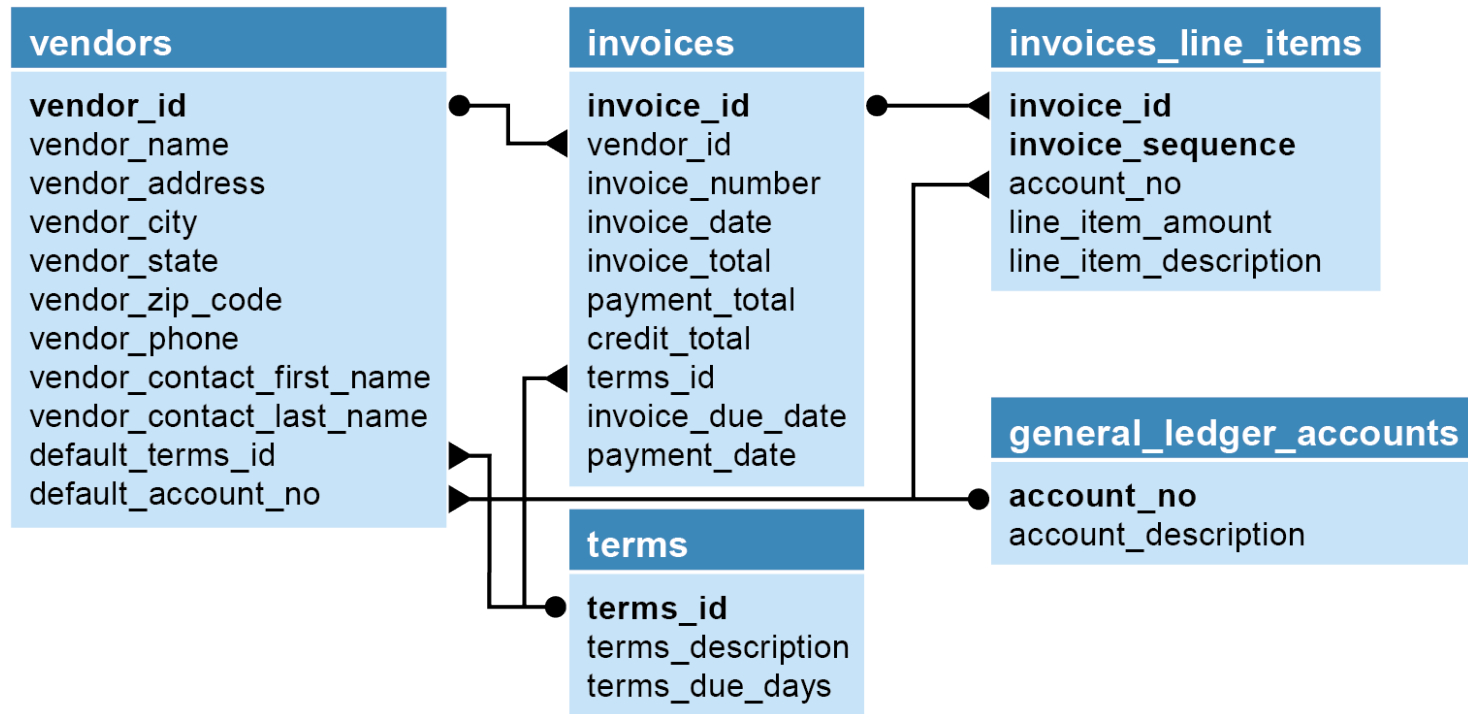 vendors
vendor_id
vendor_name
vendor_address
vendor_city
vendor_state
vendor_zip_code
vendor_phone
vendor_contact_first_name
vendor_contact_last_name
default_terms_id
default_account_no
invoices
invoice_id
vendor_id
invoice_number
invoice_date
invoice_total
payment_total
credit_total
terms_id
invoice_due_date
payment_date
terms
terms_id
terms_description
terms_due_days
invoices_line_items
invoice_id
invoice_sequence
account_no
line_item_amount
line_item_description
general_ledger_accounts
account_no
account_description